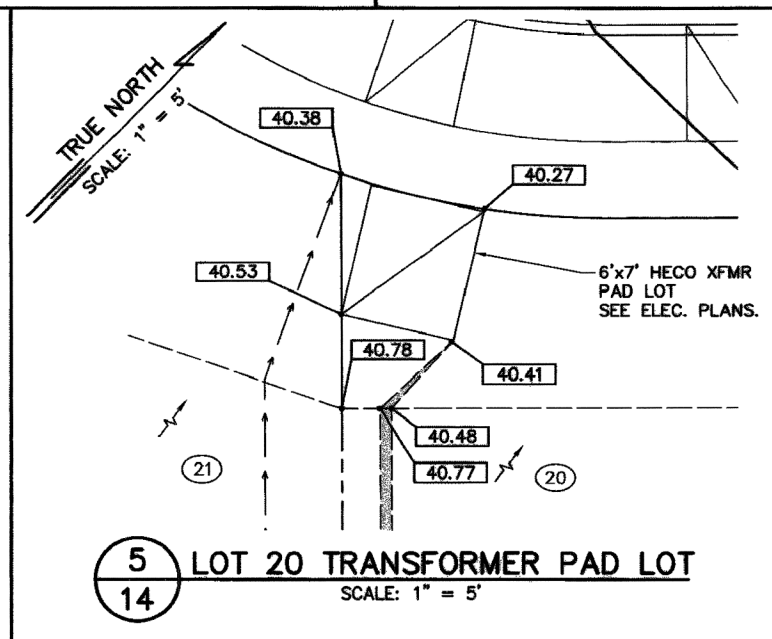 TRUE NORTH
SCALE: 1" = 5'
40.38
40.27
40.53
6'x7' HECO XFMR
PAD LOT
SEE ELEC. PLANS.
40.78
40.41
40.48
40.77
21
20
5
14
LOT 20 TRANSFORMER PAD LOT
SCALE: 1" = 5'